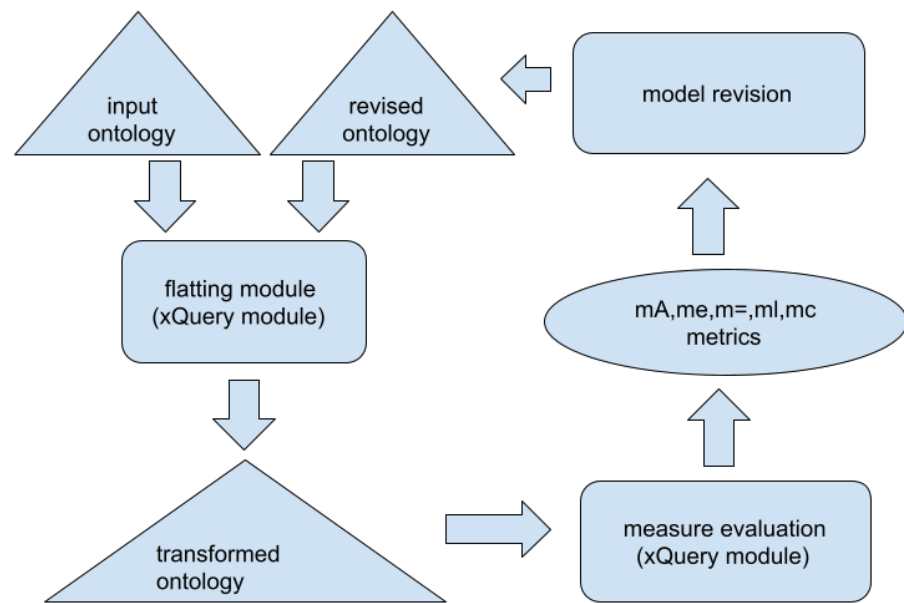 input
ontology
revised
ontology
model revision
flatting module
(xQuery module)
mA,me,m=,ml,mc
metrics
transformed
ontology
measure evaluation
(xQuery module)